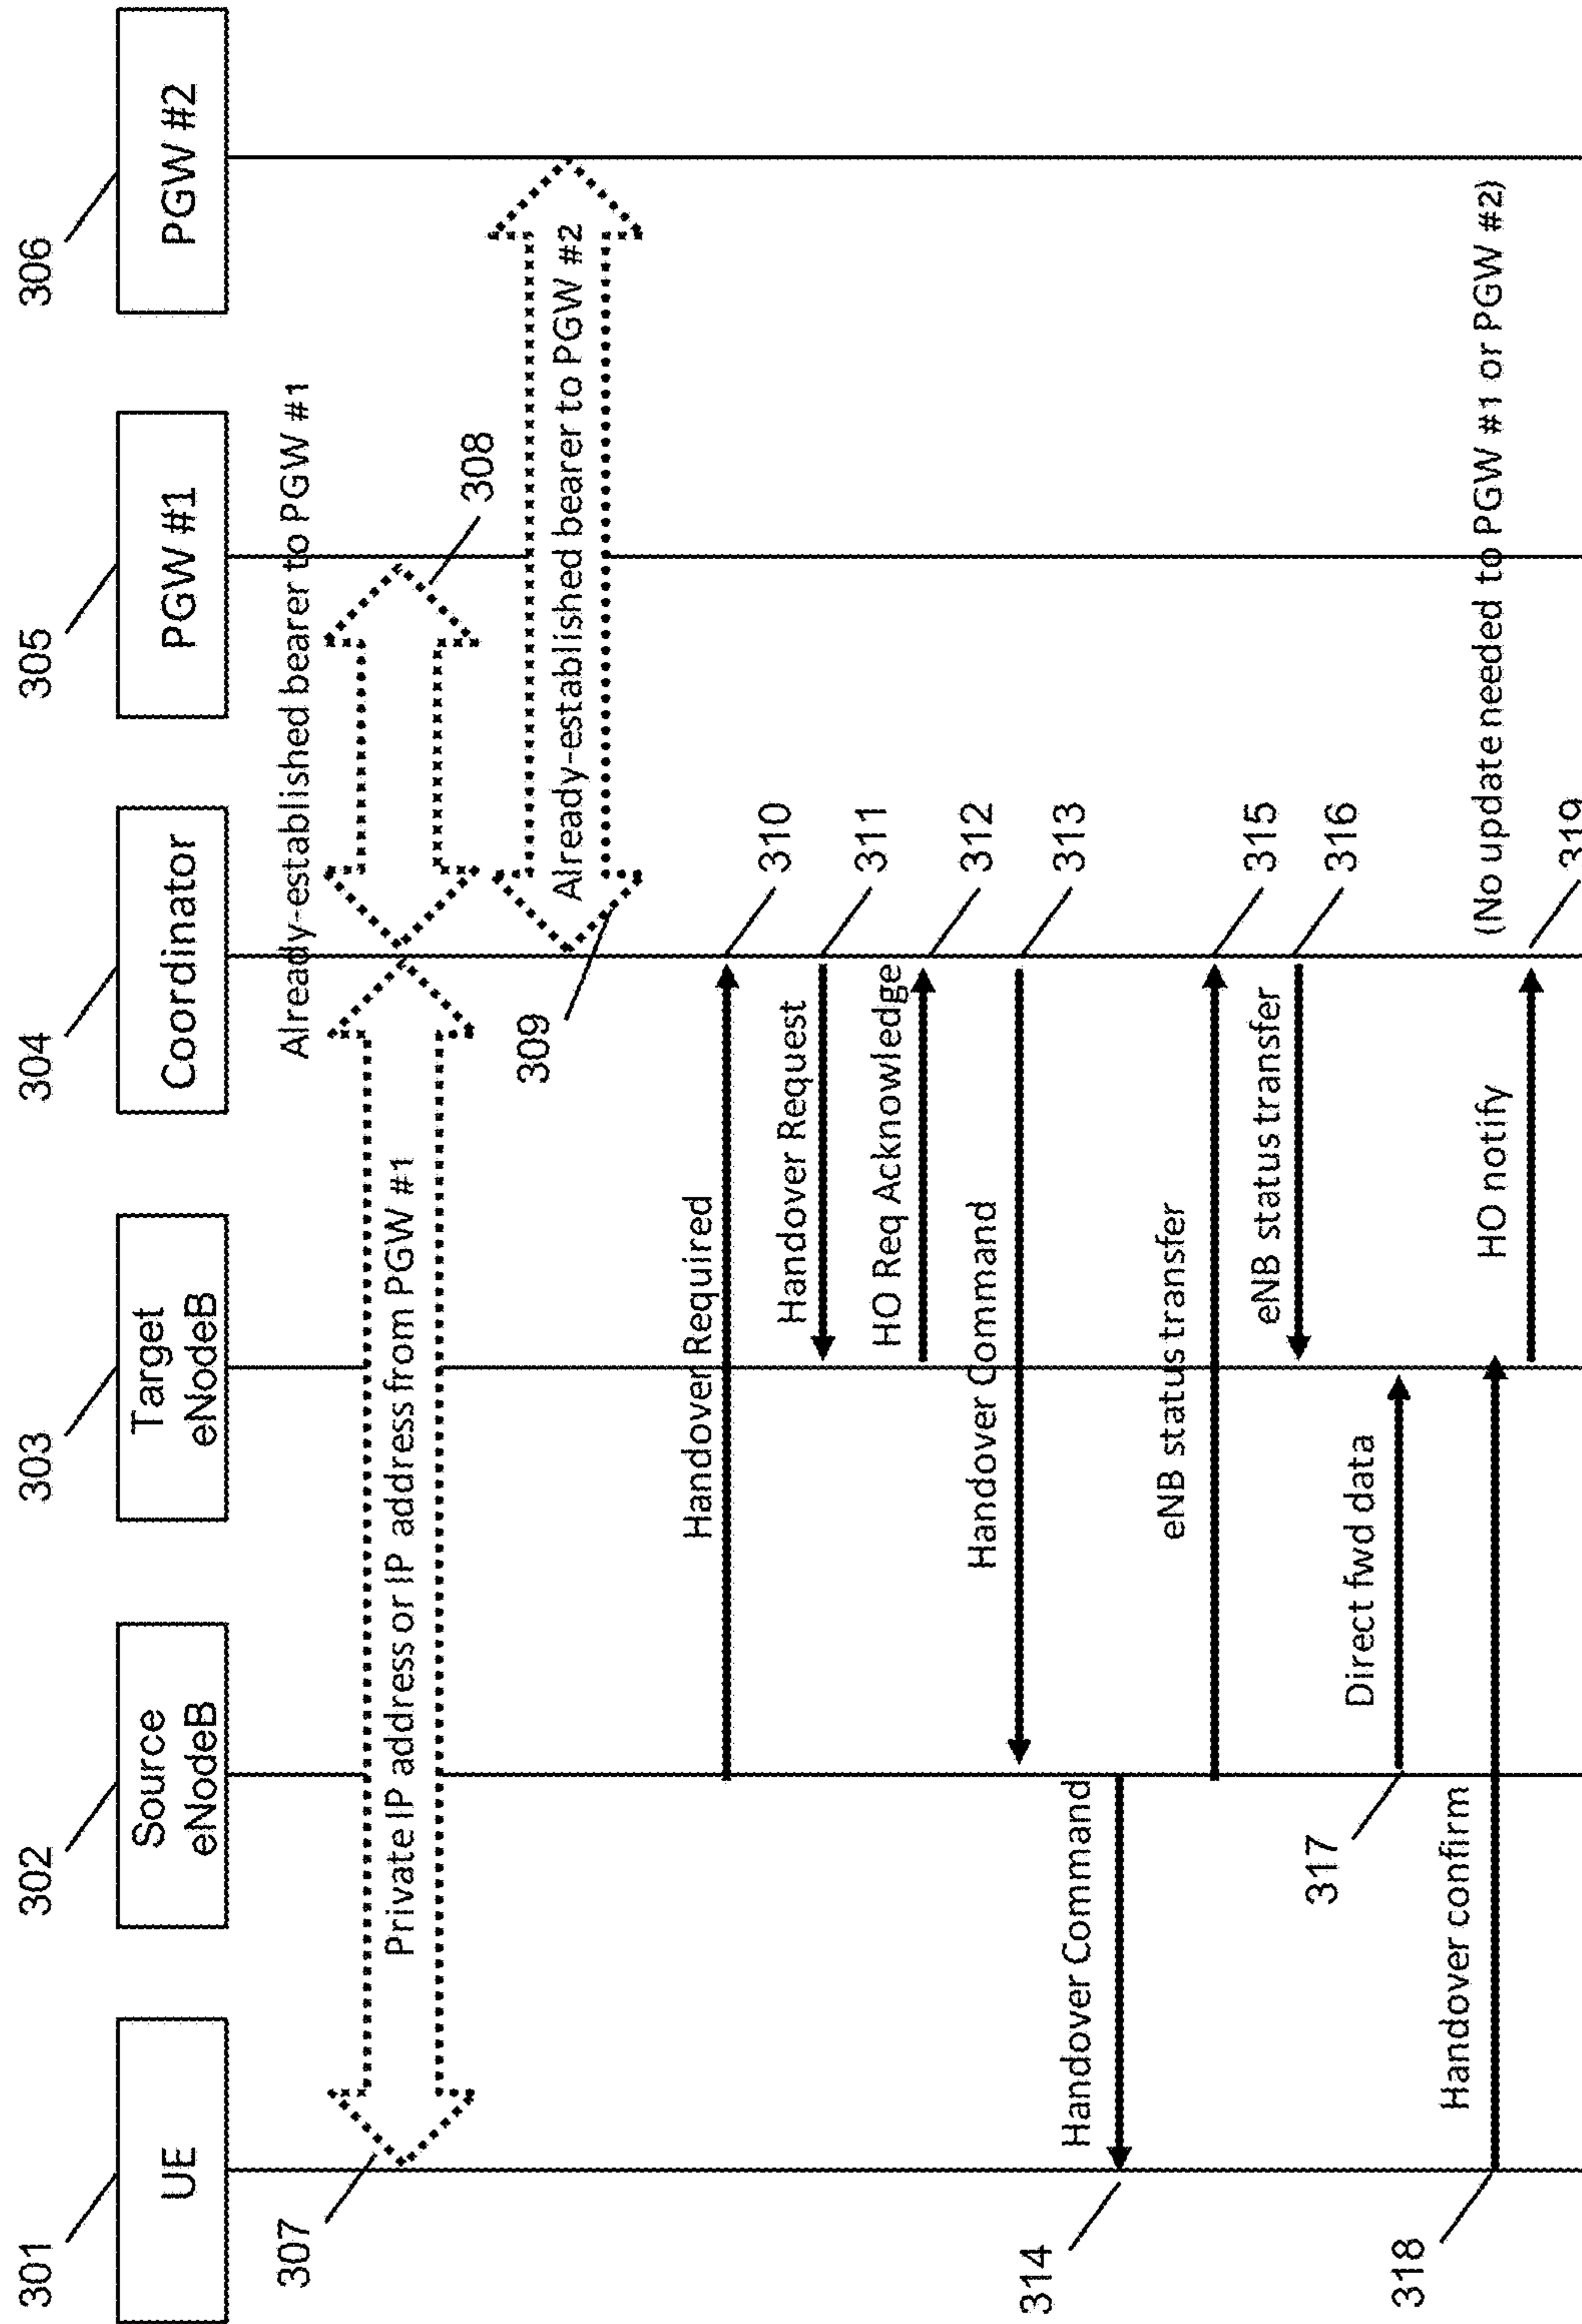 301
302
303
304
305
306
UE
Source
eNodeB
Target
eNodeB
Coordinator
PGW #1
PGW #2
Already-established bearer to PGW #1
307
Private IP address or IP address from PGW #1
308
309
Already-established bearer to PGW #2
Handover Required
310
Handover Request
311
HO Req Acknowledge
312
Handover Command
313
314
Handover Command
eNB status transfer
315
eNB status transfer
316
317
Direct fwd data
318
Handover confirm
HO notify
(No update needed to PGW #1 or PGW #2)
319